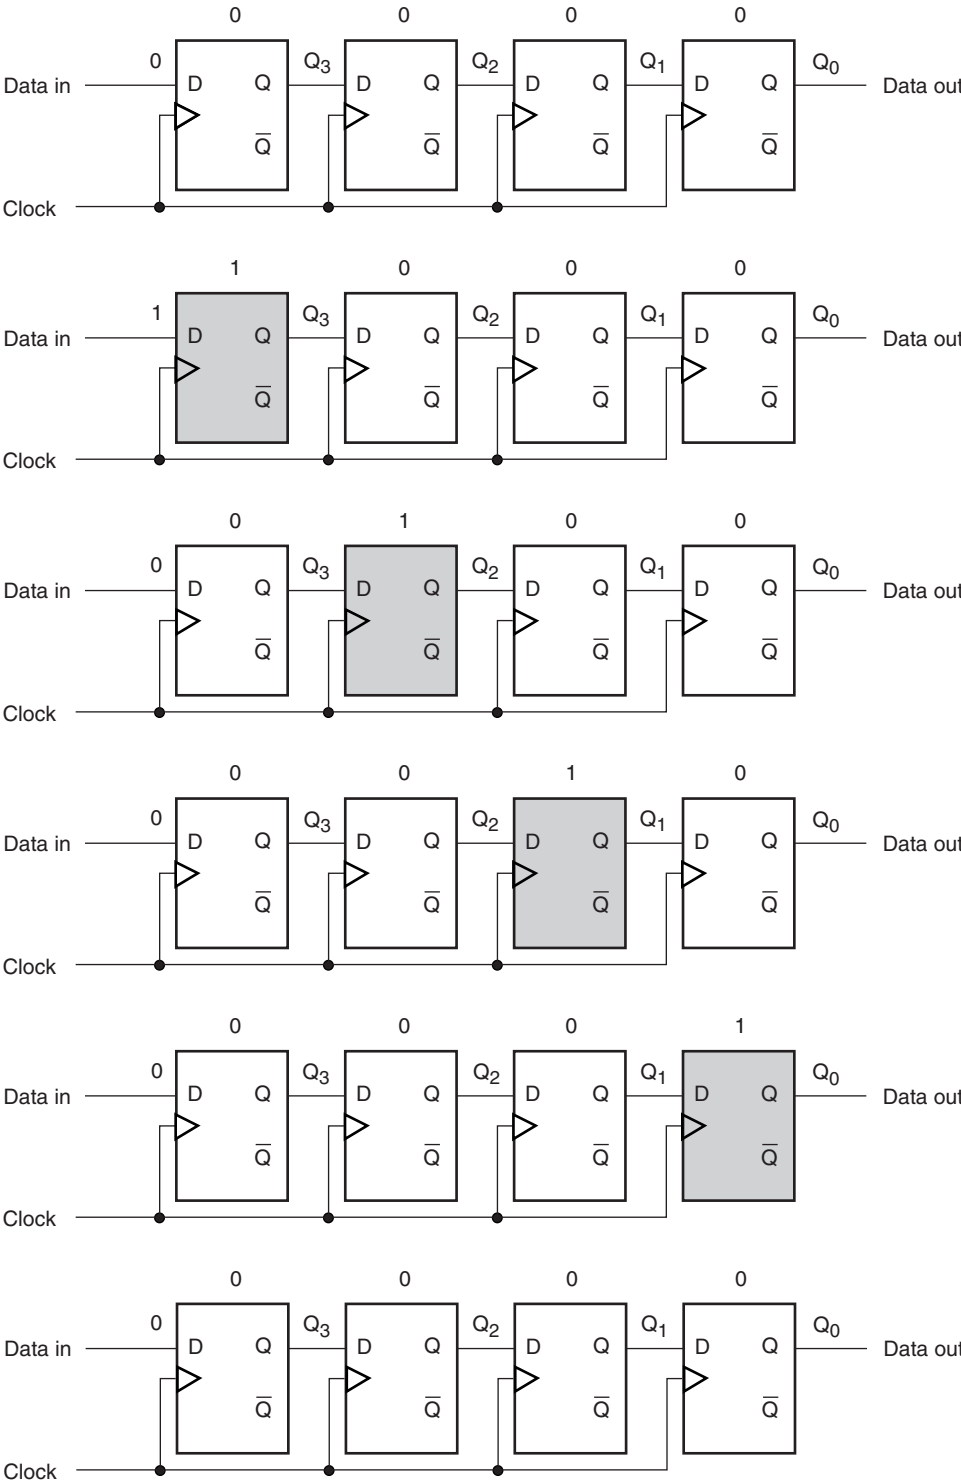 0 0 0 0
0 Q3 Q2 Q1 Q0
Data in D Q D Q D Q D Q Data out
Q̅ Q̅ Q̅ Q̅
Clock
1 0 0 0
1 Q3 Q2 Q1 Q0
Data in D Q D Q D Q D Q Data out
Q̅ Q̅ Q̅ Q̅
Clock
0 1 0 0
0 Q3 Q2 Q1 Q0
Data in D Q D Q D Q D Q Data out
Q̅ Q̅ Q̅ Q̅
Clock
0 0 1 0
0 Q3 Q2 Q1 Q0
Data in D Q D Q D Q D Q Data out
Q̅ Q̅ Q̅ Q̅
Clock
0 0 0 1
0 Q3 Q2 Q1 Q0
Data in D Q D Q D Q D Q Data out
Q̅ Q̅ Q̅ Q̅
Clock
0 0 0 0
0 Q3 Q2 Q1 Q0
Data in D Q D Q D Q D Q Data out
Q̅ Q̅ Q̅ Q̅
Clock